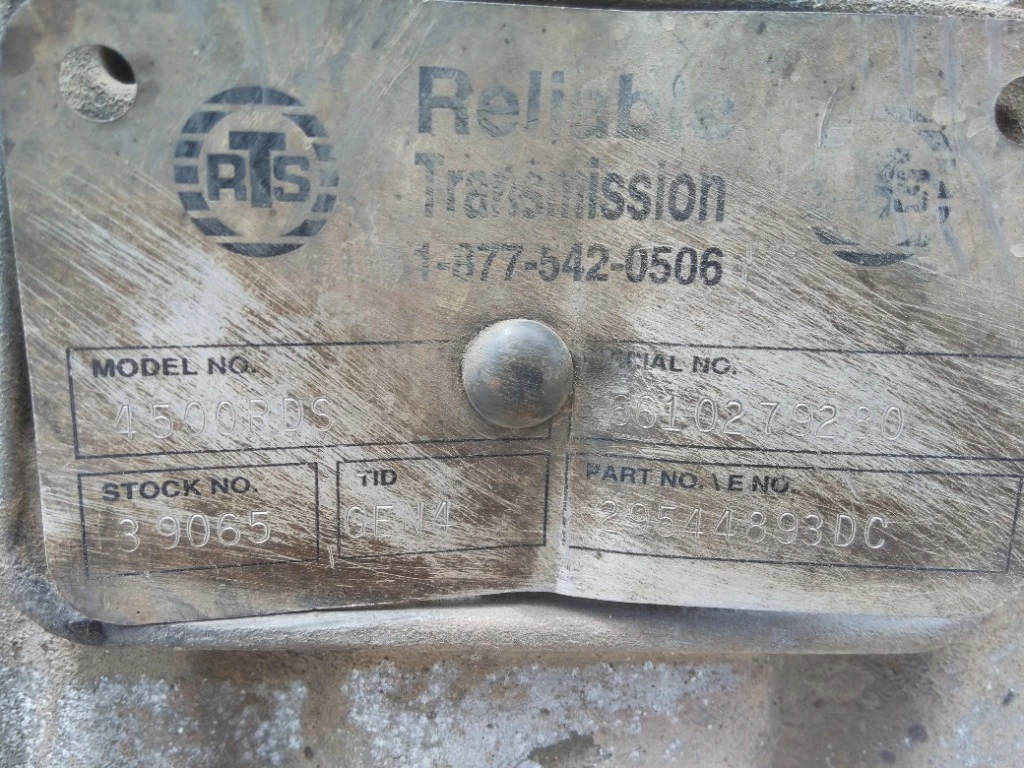 RTS
Reliable
Transmission
1-877-542-0506
MODEL NO.
4500RDS
NO.
STOCK NO.
39065
TID
GEN4
PART NO. \ E NO.
29544893DC